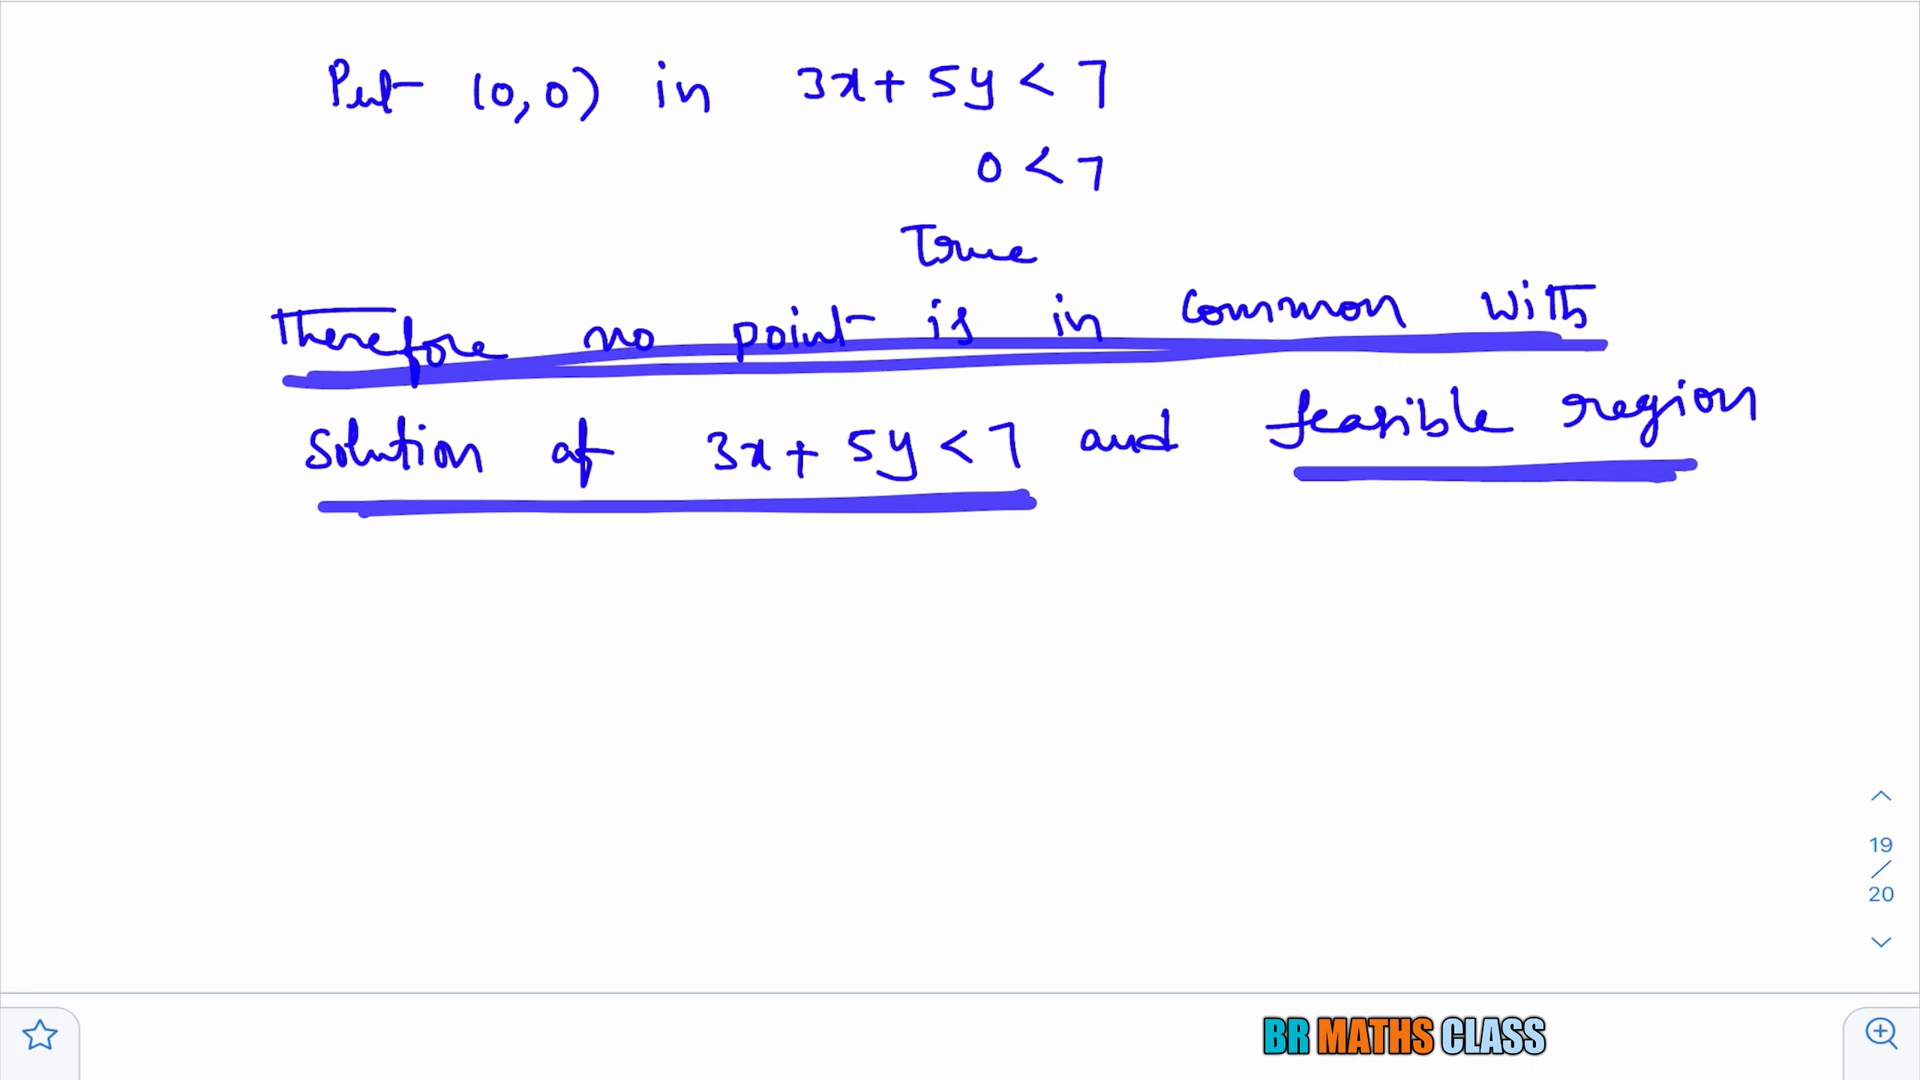 Put (0,0) in 3x + 5y < 7
0 < 7
True
Therefore no point is in common with
solution of 3x + 5y < 7 and feasible region
19
/
20
BR MATHS CLASS